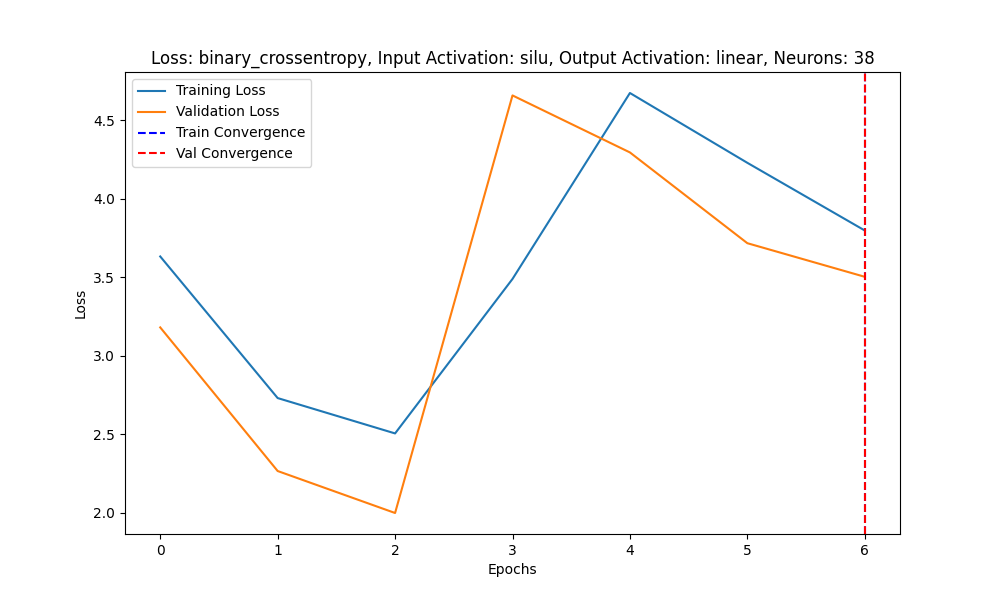 Loss: binary_crossentropy, Input Activation: silu, Output Activation: linear, Neurons: 38
Training Loss
Validation Loss
Train Convergence
Val Convergence
4.5
4.0
3.5
3.0
2.5
2.0
Loss
0 1 2 3 4 5 6
Epochs